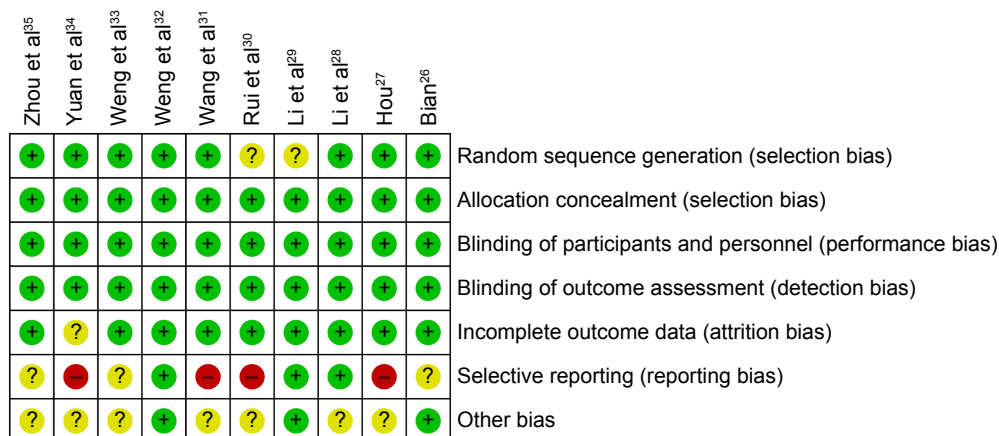 Zhou et al35
Yuan et al34
Weng et al33
Weng et al32
Wang et al31
Rui et al30
Li et al29
Li et al28
Hou27
Bian26
+ + + + + ? ? + + + Random sequence generation (selection bias)
+ + + + + + + + + + Allocation concealment (selection bias)
+ + + + + + + + + + Blinding of participants and personnel (performance bias)
+ + + + + + + + + + Blinding of outcome assessment (detection bias)
+ ? + + + + + + + + Incomplete outcome data (attrition bias)
? – ? + – – + + – ? Selective reporting (reporting bias)
? ? ? + ? ? + ? ? + Other bias